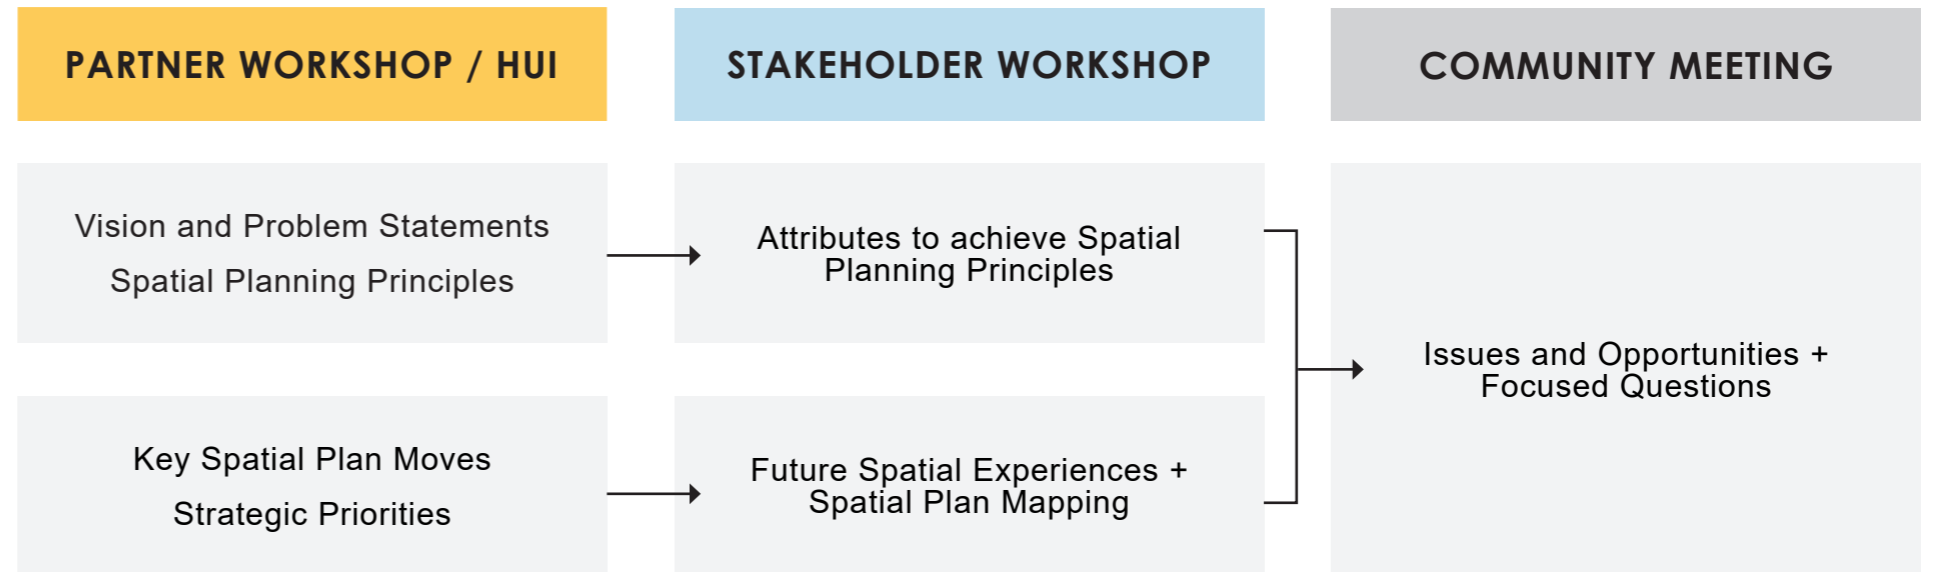 PARTNER WORKSHOP / HUI
STAKEHOLDER WORKSHOP
COMMUNITY MEETING
Vision and Problem Statements
Spatial Planning Principles
Attributes to achieve Spatial
Planning Principles
Key Spatial Plan Moves
Strategic Priorities
Future Spatial Experiences +
Spatial Plan Mapping
Issues and Opportunities +
Focused Questions